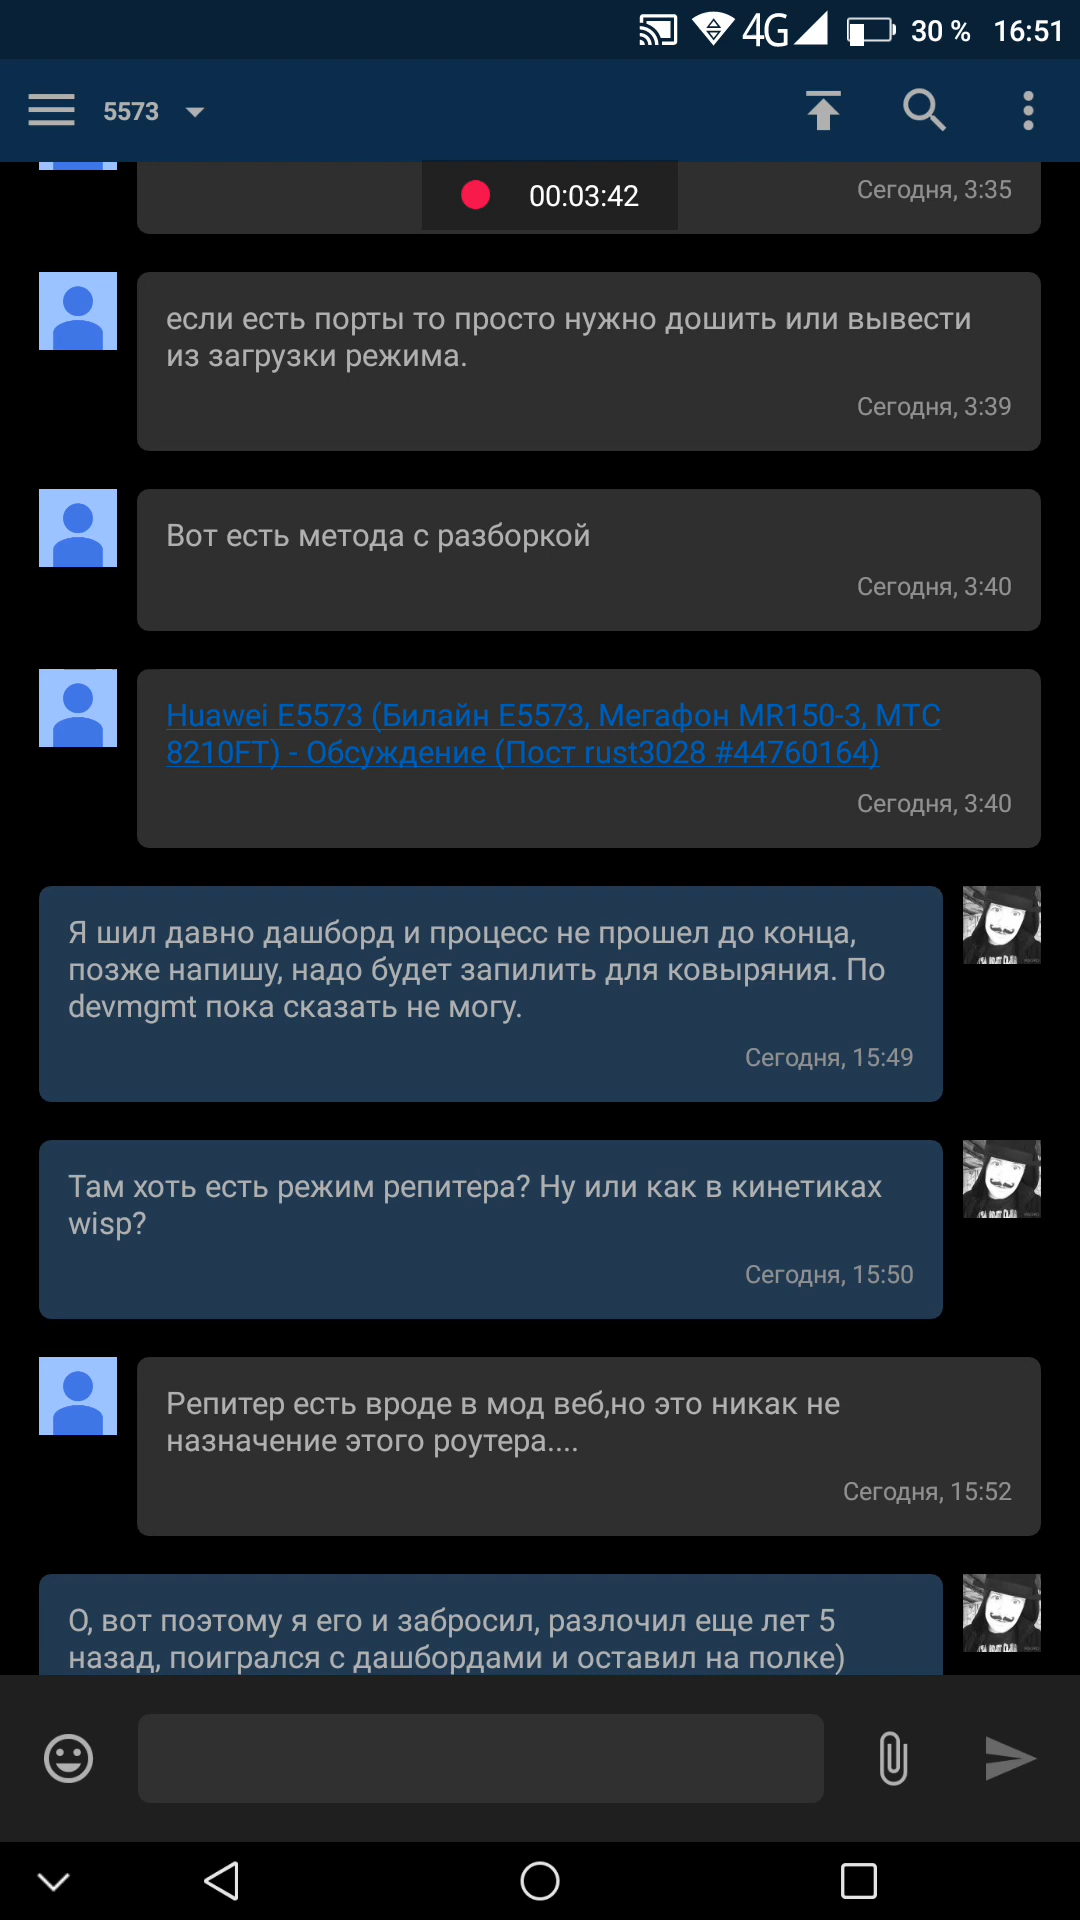 4G 30 % 16:51
5573
Сегодня, 3:35
00:03:42
если есть порты то просто нужно дошить или вывести
из загрузки режима.
Сегодня, 3:39
Вот есть метода с разборкой
Сегодня, 3:40
Huawei E5573 (Билайн E5573, Мегафон MR150-3, МТС
8210FT) - Обсуждение (Пост rust3028 #44760164)
Сегодня, 3:40
Я шил давно дашборд и процесс не прошел до конца,
позже напишу, надо будет запилить для ковыряния. По
devmgmt пока сказать не могу.
Сегодня, 15:49
Там хоть есть режим репитера? Ну или как в кинетиках
wisp?
Сегодня, 15:50
Репитер есть вроде в мод веб,но это никак не
назначение этого роутера....
Сегодня, 15:52
О, вот поэтому я его и забросил, разлочил еще лет 5
назад, поигрался с дашбордами и оставил на полке)